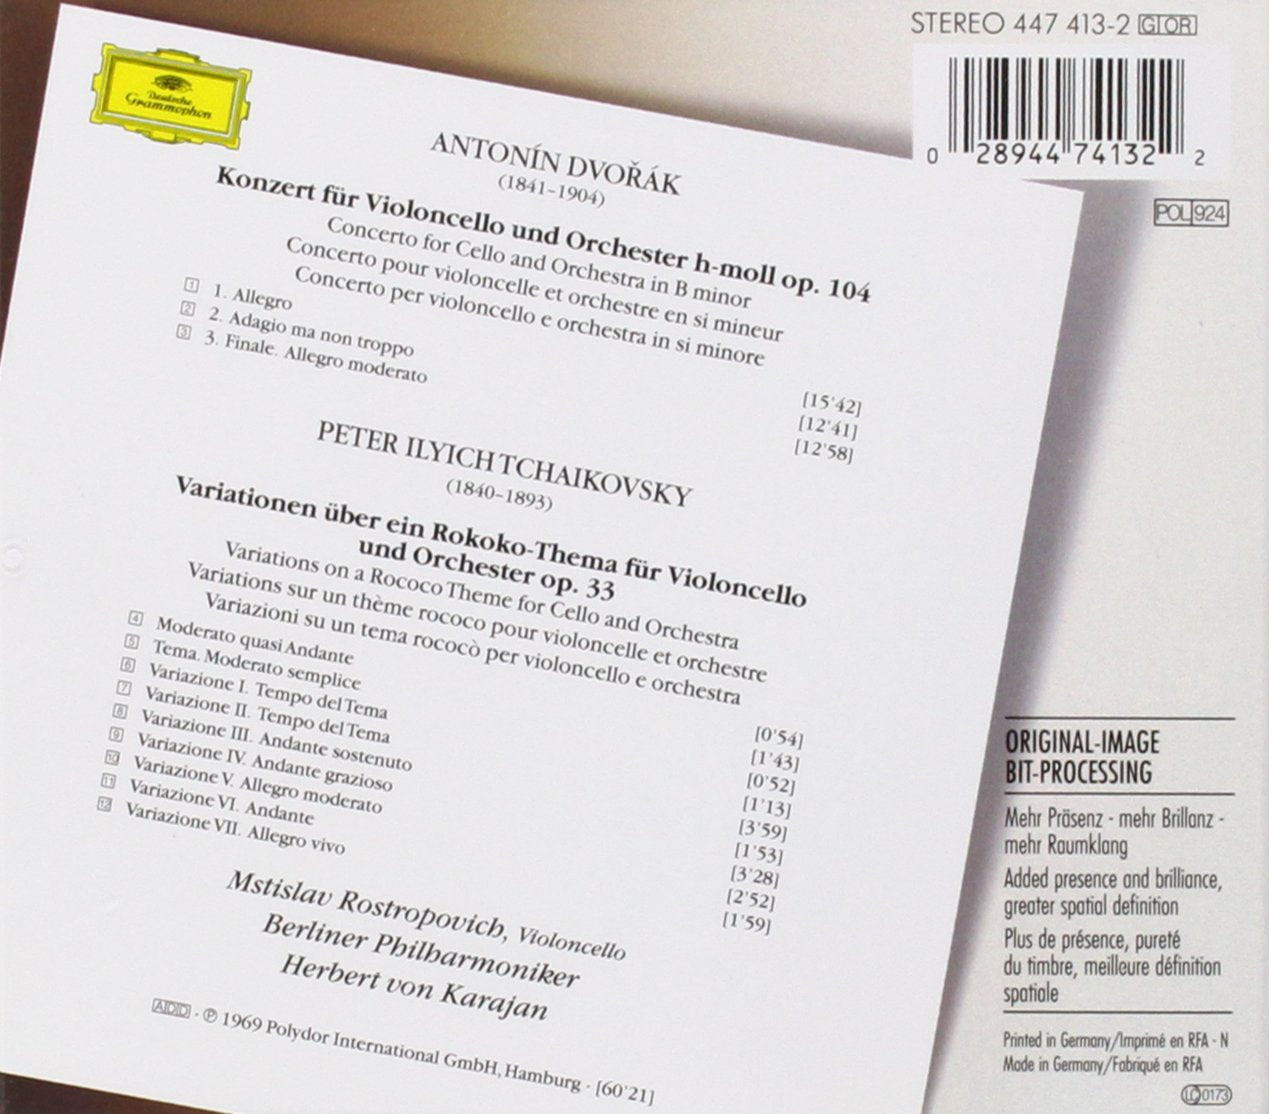 STEREO 447 413-2 GI OR
0 28944 74132 2
POL 924
Deutsche
Grammophon
ANTONÍN DVOŘÁK
(1841-1904)
Konzert für Violoncello und Orchester h-moll op. 104
Concerto for Cello and Orchestra in B minor
Concerto pour violoncelle et orchestre en si mineur
Concerto per violoncello e orchestra in si minore
1 1. Allegro [15'42]
2 2. Adagio ma non troppo [12'41]
3 3. Finale. Allegro moderato [12'58]
PETER ILYICH TCHAIKOVSKY
(1840-1893)
Variationen über ein Rokoko-Thema für Violoncello
und Orchester op. 33
Variations on a Rococo Theme for Cello and Orchestra
Variations sur un thème rococo pour violoncelle et orchestre
Variazioni su un tema rococò per violoncello e orchestra
4 Moderato quasi Andante [0'54]
5 Tema. Moderato semplice [1'43]
6 Variazione I. Tempo del Tema [0'52]
7 Variazione II. Tempo del Tema [1'13]
8 Variazione III. Andante sostenuto [3'59]
9 Variazione IV. Andante grazioso [1'53]
10 Variazione V. Allegro moderato [3'28]
11 Variazione VI. Andante [2'52]
12 Variazione VII. Allegro vivo [1'59]
Mstislav Rostropovich, Violoncello
Berliner Philharmoniker
Herbert von Karajan
ADD · ℗ 1969 Polydor International GmbH, Hamburg · [60'21]
ORIGINAL-IMAGE
BIT-PROCESSING
Mehr Präsenz - mehr Brillanz -
mehr Raumklang
Added presence and brilliance,
greater spatial definition
Plus de présence, pureté
du timbre, meilleure définition
spatiale
Printed in Germany/Imprimé en RFA - N
Made in Germany/Fabriqué en RFA
LC 0173